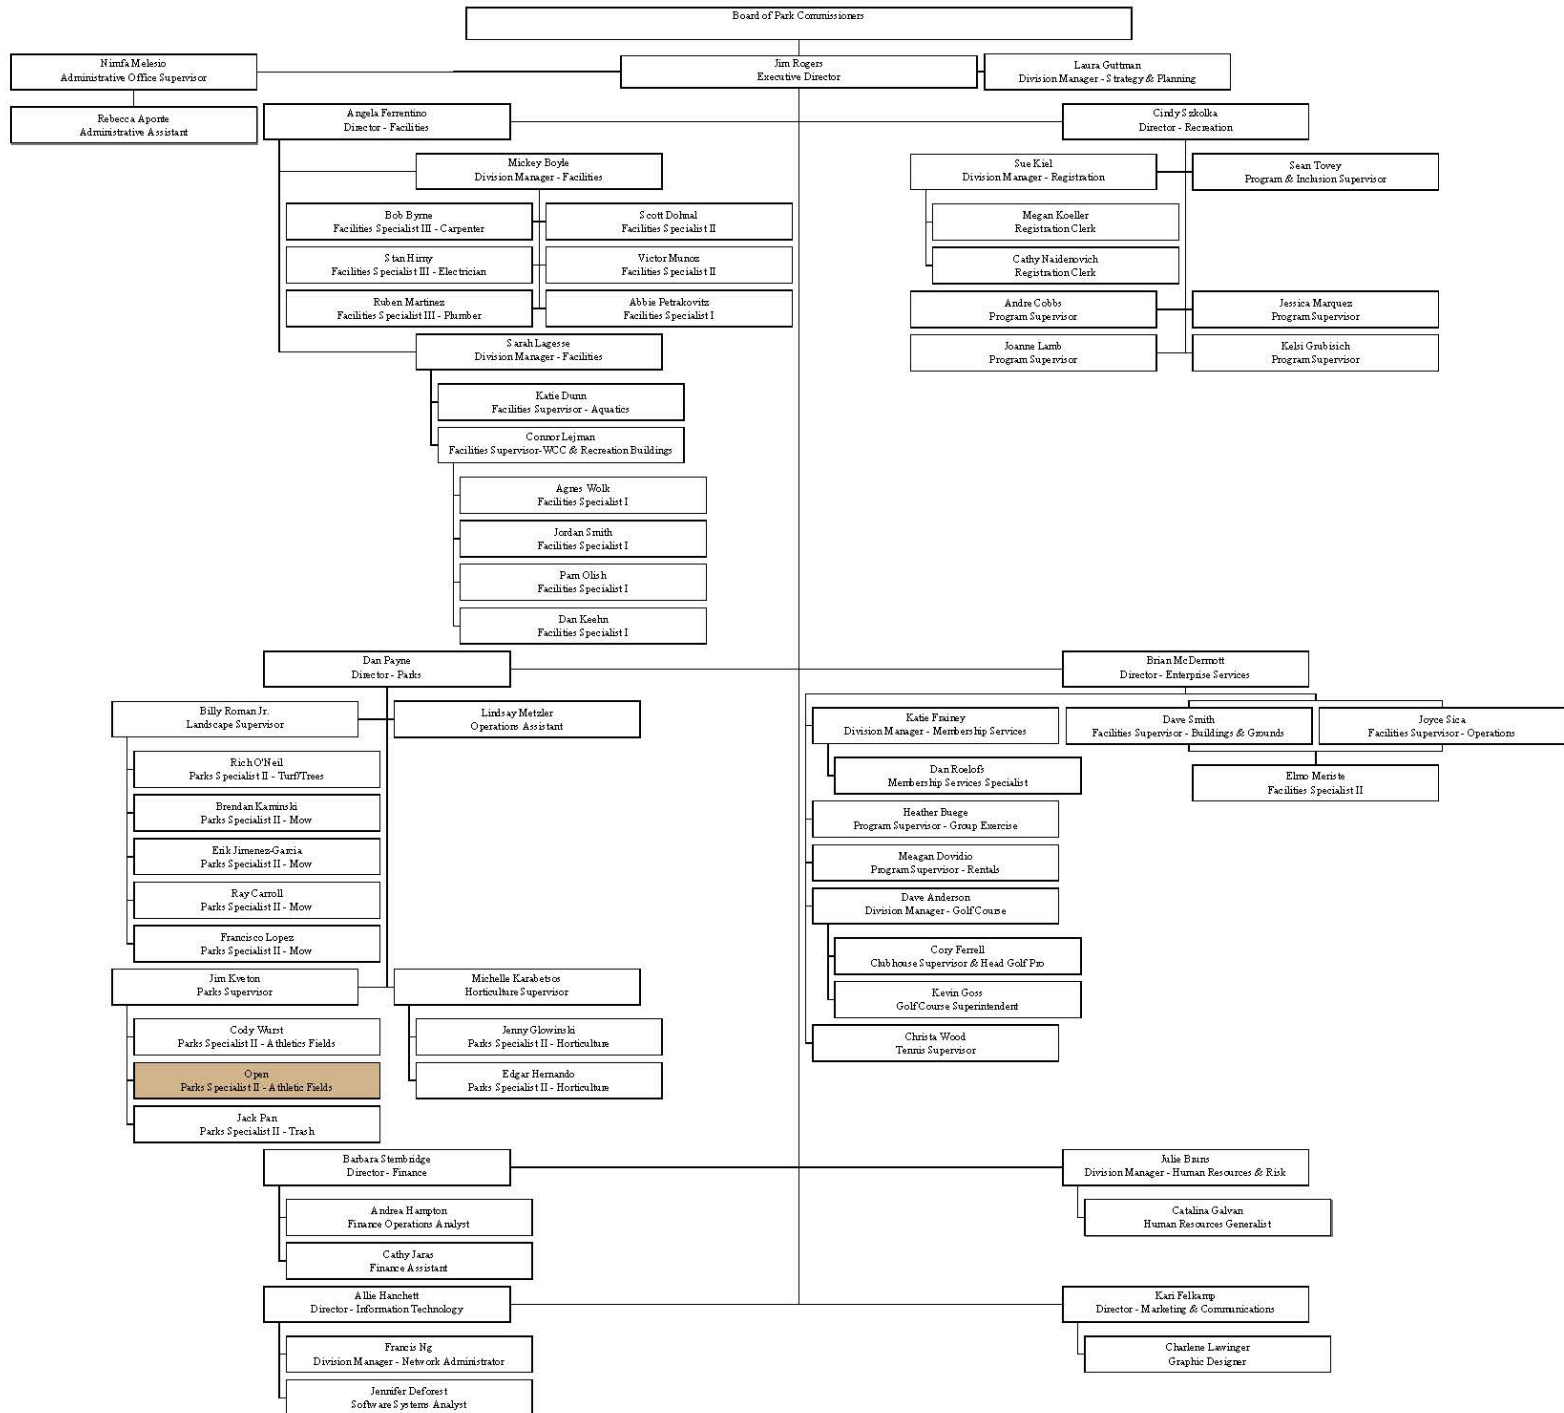 Board of Park Commissioners
Nimfa Melesio
Administrative Office Supervisor
Jim Rogers
Executive Director
Laura Guttman
Division Manager - Strategy & Planning
Rebecca Aponte
Administrative Assistant
Angela Ferrentino
Director - Facilities
Cindy Szkolka
Director - Recreation
Mickey Boyle
Division Manager - Facilities
Sue Kiel
Division Manager - Registration
Sean Tovey
Program & Inclusion Supervisor
Bob Byrne
Facilities Specialist III - Carpenter
Scott Dolnal
Facilities Specialist II
Megan Koeller
Registration Clerk
Stan Hirny
Facilities Specialist III - Electrician
Victor Munoz
Facilities Specialist II
Cathy Naidenovich
Registration Clerk
Ruben Martinez
Facilities Specialist III - Plumber
Abbie Petrakovitz
Facilities Specialist I
Andre Cobbs
Program Supervisor
Jessica Marquez
Program Supervisor
Sarah Lagesse
Division Manager - Facilities
Joanne Lamb
Program Supervisor
Kelsi Grubisich
Program Supervisor
Katie Dunn
Facilities Supervisor - Aquatics
Connor Lejman
Facilities Supervisor-WCC & Recreation Buildings
Agnes Wolk
Facilities Specialist I
Jordan Smith
Facilities Specialist I
Pam Olish
Facilities Specialist I
Dan Keehn
Facilities Specialist I
Dan Payne
Director - Parks
Brian McDermott
Director - Enterprise Services
Billy Roman Jr.
Landscape Supervisor
Lindsay Metzler
Operations Assistant
Katie Frainey
Division Manager - Membership Services
Dave Smith
Facilities Supervisor - Buildings & Grounds
Joyce Sica
Facilities Supervisor - Operations
Rich O'Neil
Parks Specialist II - Turf/Trees
Dan Roelofs
Membership Services Specialist
Elmo Meriste
Facilities Specialist II
Brendan Kaminski
Parks Specialist II - Mow
Heather Buege
Program Supervisor - Group Exercise
Erik Jimenez-Garcia
Parks Specialist II - Mow
Meagan Dovidio
Program Supervisor - Rentals
Ray Carroll
Parks Specialist II - Mow
Dave Anderson
Division Manager - Golf Course
Francisco Lopez
Parks Specialist II - Mow
Cory Ferrell
Clubhouse Supervisor & Head Golf Pro
Jim Kveton
Parks Supervisor
Michelle Karabetsos
Horticulture Supervisor
Kevin Goss
Golf Course Superintendent
Cody Wurst
Parks Specialist II - Athletics Fields
Jenny Glowinski
Parks Specialist II - Horticulture
Christa Wood
Tennis Supervisor
Open
Parks Specialist II - Athletic Fields
Edgar Hernando
Parks Specialist II - Horticulture
Jack Pan
Parks Specialist II - Trash
Barbara Stembridge
Director - Finance
Julie Bruns
Division Manager - Human Resources & Risk
Andrea Hampton
Finance Operations Analyst
Catalina Galvan
Human Resources Generalist
Cathy Jaras
Finance Assistant
Allie Hanchett
Director - Information Technology
Kari Felkamp
Director - Marketing & Communications
Francis Ng
Division Manager - Network Administrator
Charlene Lawinger
Graphic Designer
Jennifer Deforest
Software Systems Analyst